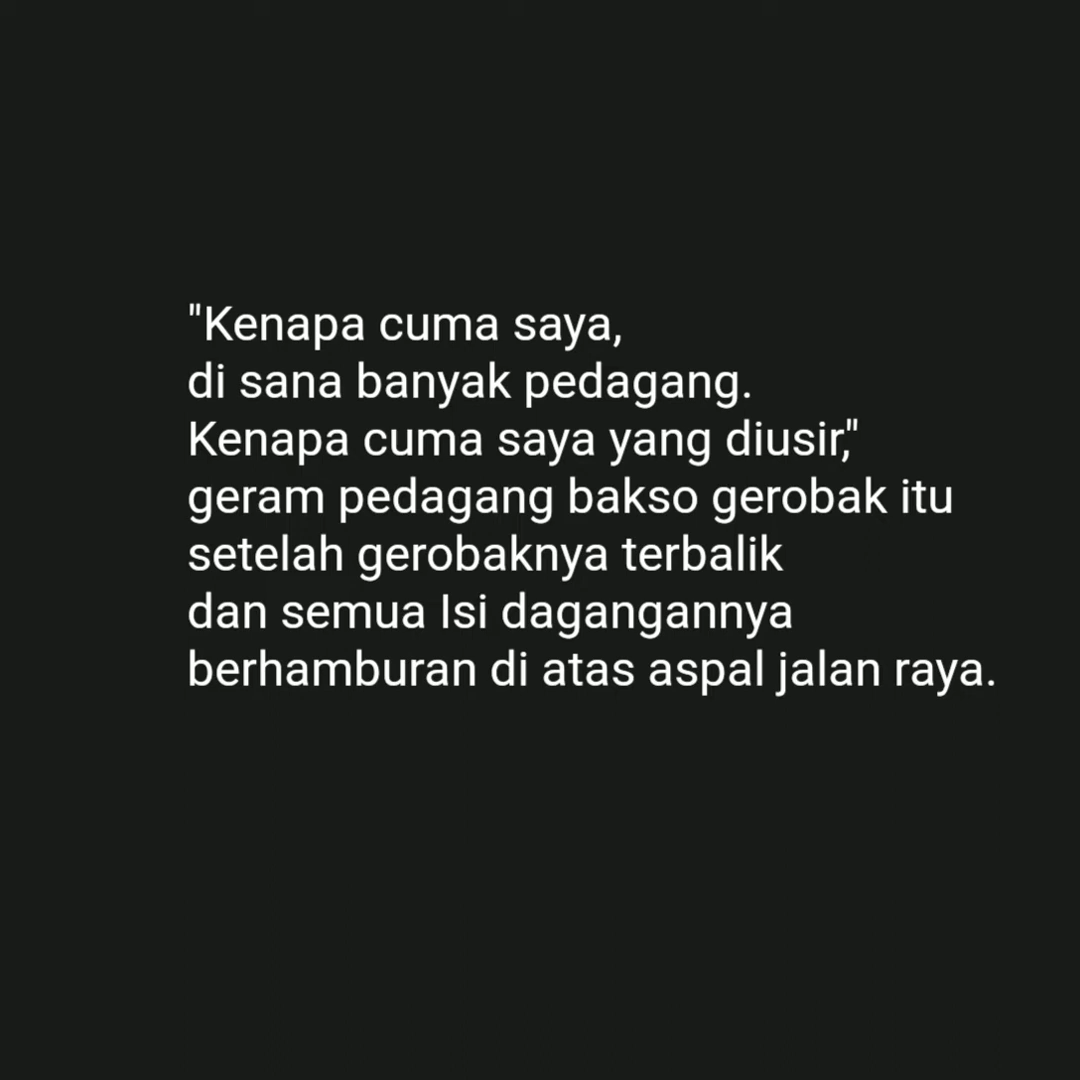 "Kenapa cuma saya,
di sana banyak pedagang.
Kenapa cuma saya yang diusir,"
geram pedagang bakso gerobak itu
setelah gerobaknya terbalik
dan semua Isi dagangannya
berhamburan di atas aspal jalan raya.